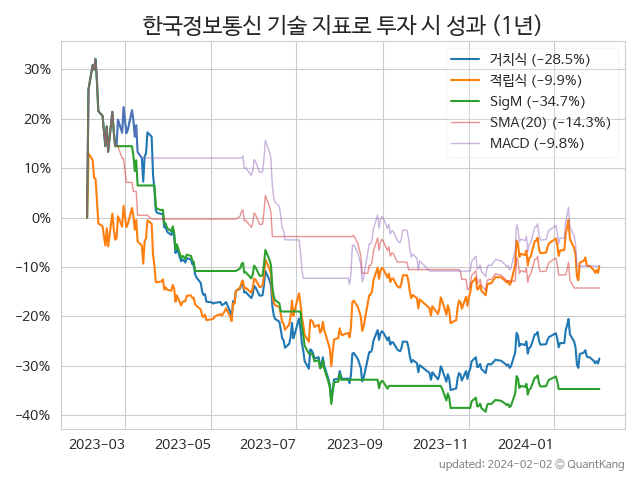 한국정보통신 기술 지표로 투자 시 성과 (1년)
거치식 (−28.5%)
적립식 (−9.9%)
SigM (−34.7%)
SMA(20) (−14.3%)
MACD (−9.8%)
30%
20%
10%
0%
−10%
−20%
−30%
−40%
2023−03 2023−05 2023−07 2023−09 2023−11 2024−01
updated: 2024-02-02 © QuantKang